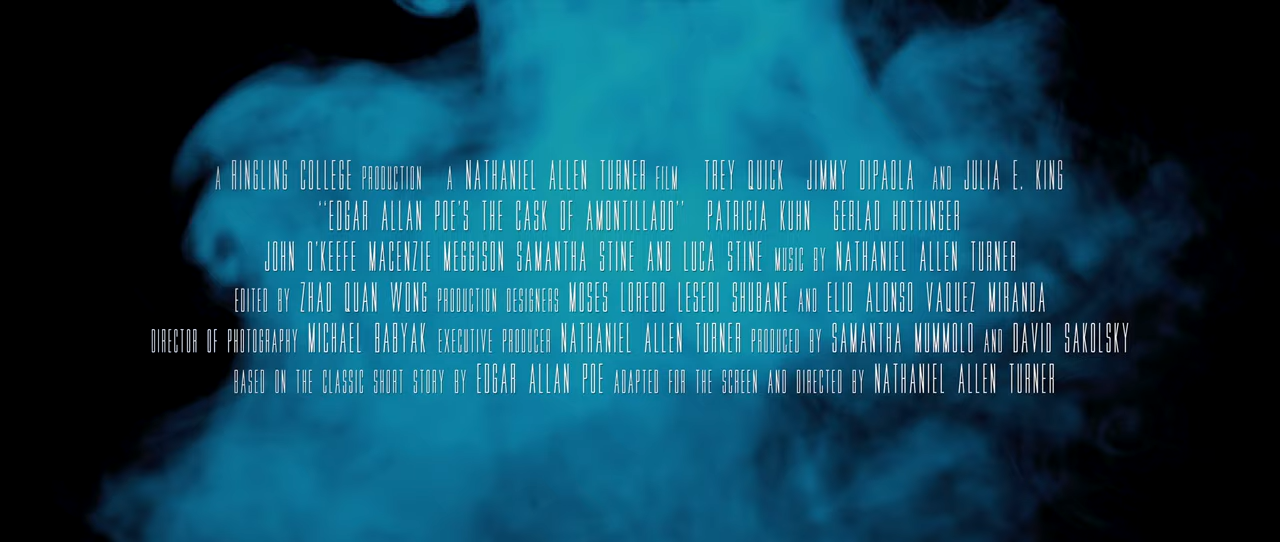 A RINGLING COLLEGE PRODUCTION A NATHANIEL ALLEN TURNER FILM TREY QUICK JIMMY DIPAOLA AND JULIA E. KING
“EDGAR ALLAN POE'S THE CASK OF AMONTILLADO” PATRICIA KUHN GERLAD HOTTINGER
JOHN O'KEEFE MACENZIE MEGGISON SAMANTHA STINE AND LUCA STINE MUSIC BY NATHANIEL ALLEN TURNER
EDITED BY ZHAO QUAN WONG PRODUCTION DESIGNERS MOSES LOREDO LESEDI SHUBANE AND ELIO ALONSO VAQUEZ MIRANDA
DIRECTOR OF PHOTOGRAPHY MICHAEL BABYAK EXECUTIVE PRODUCER NATHANIEL ALLEN TURNER PRODUCED BY SAMANTHA MUMMOLO AND DAVID SAKOLSKY
BASED ON THE CLASSIC SHORT STORY BY EDGAR ALLAN POE ADAPTED FOR THE SCREEN AND DIRECTED BY NATHANIEL ALLEN TURNER